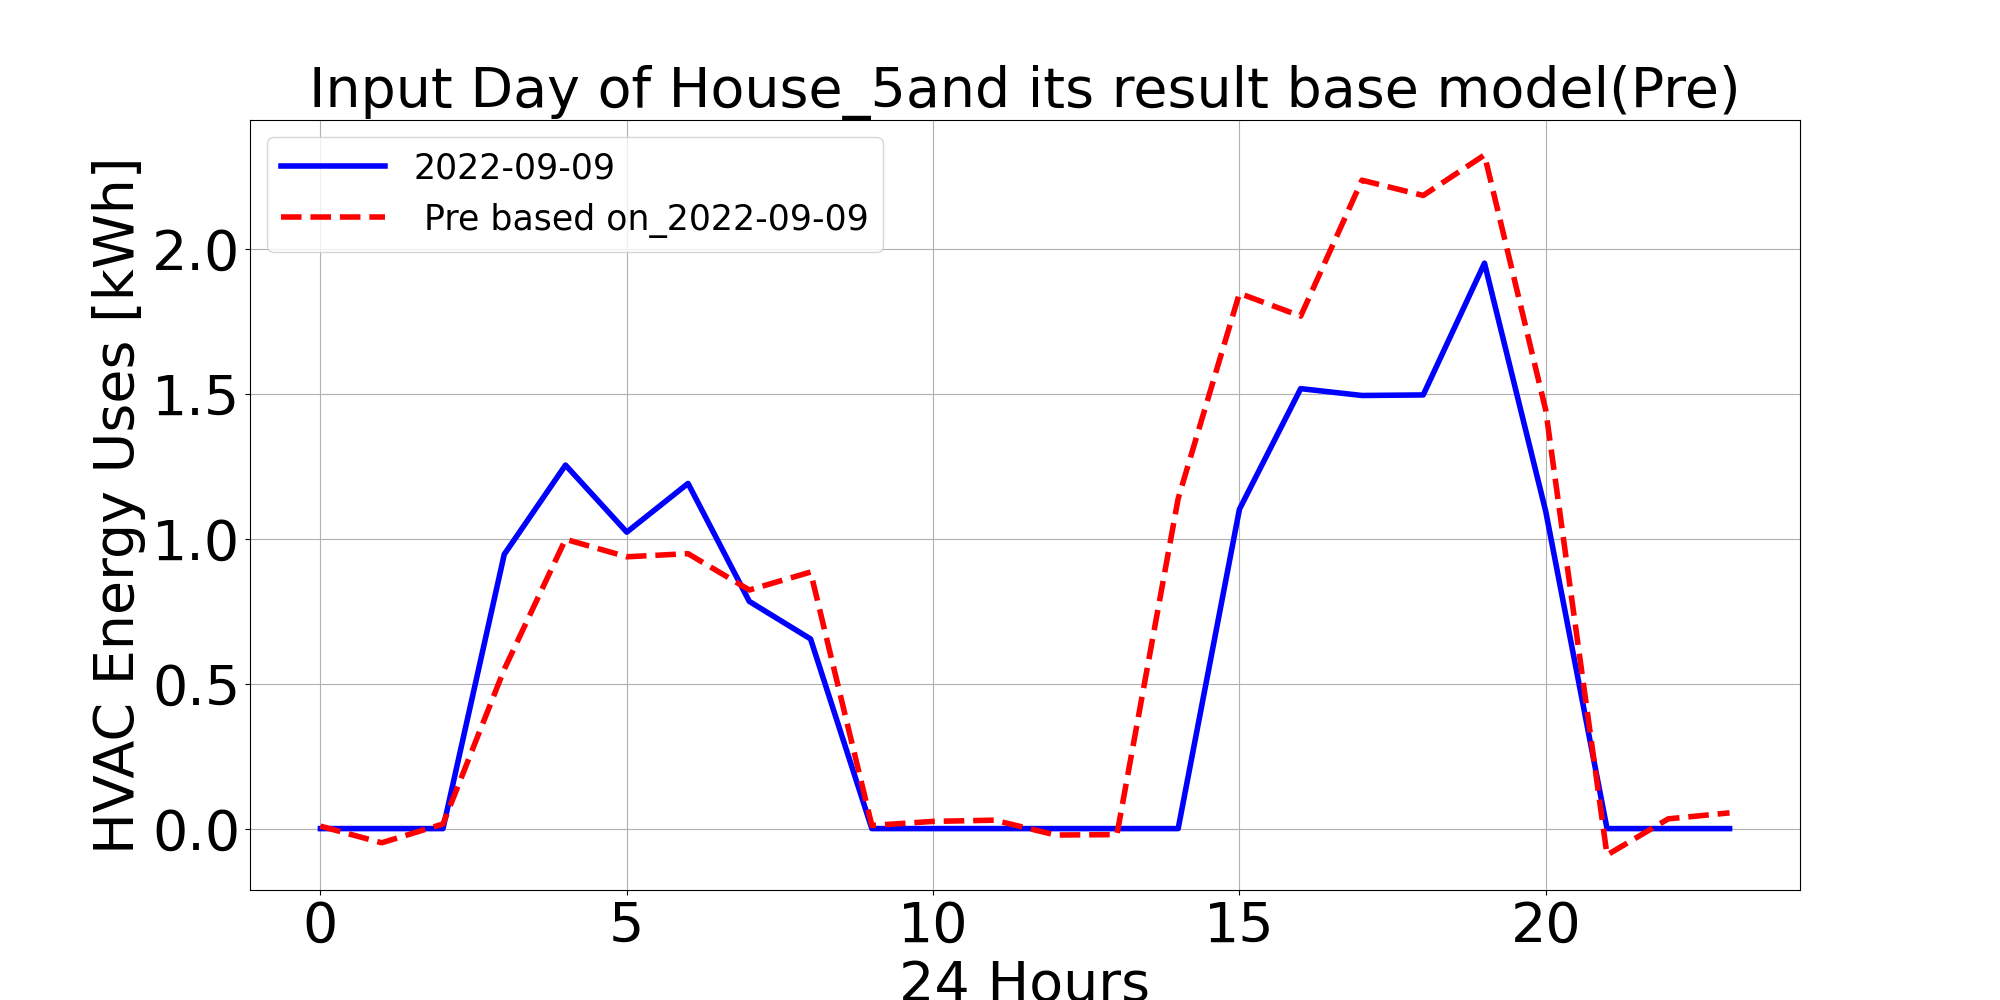 Input Day of House_5and its result base model(Pre)
2022-09-09
Pre based on_2022-09-09
HVAC Energy Uses [kWh]
2.0
1.5
1.0
0.5
0.0
0 5 10 15 20
24 Hours